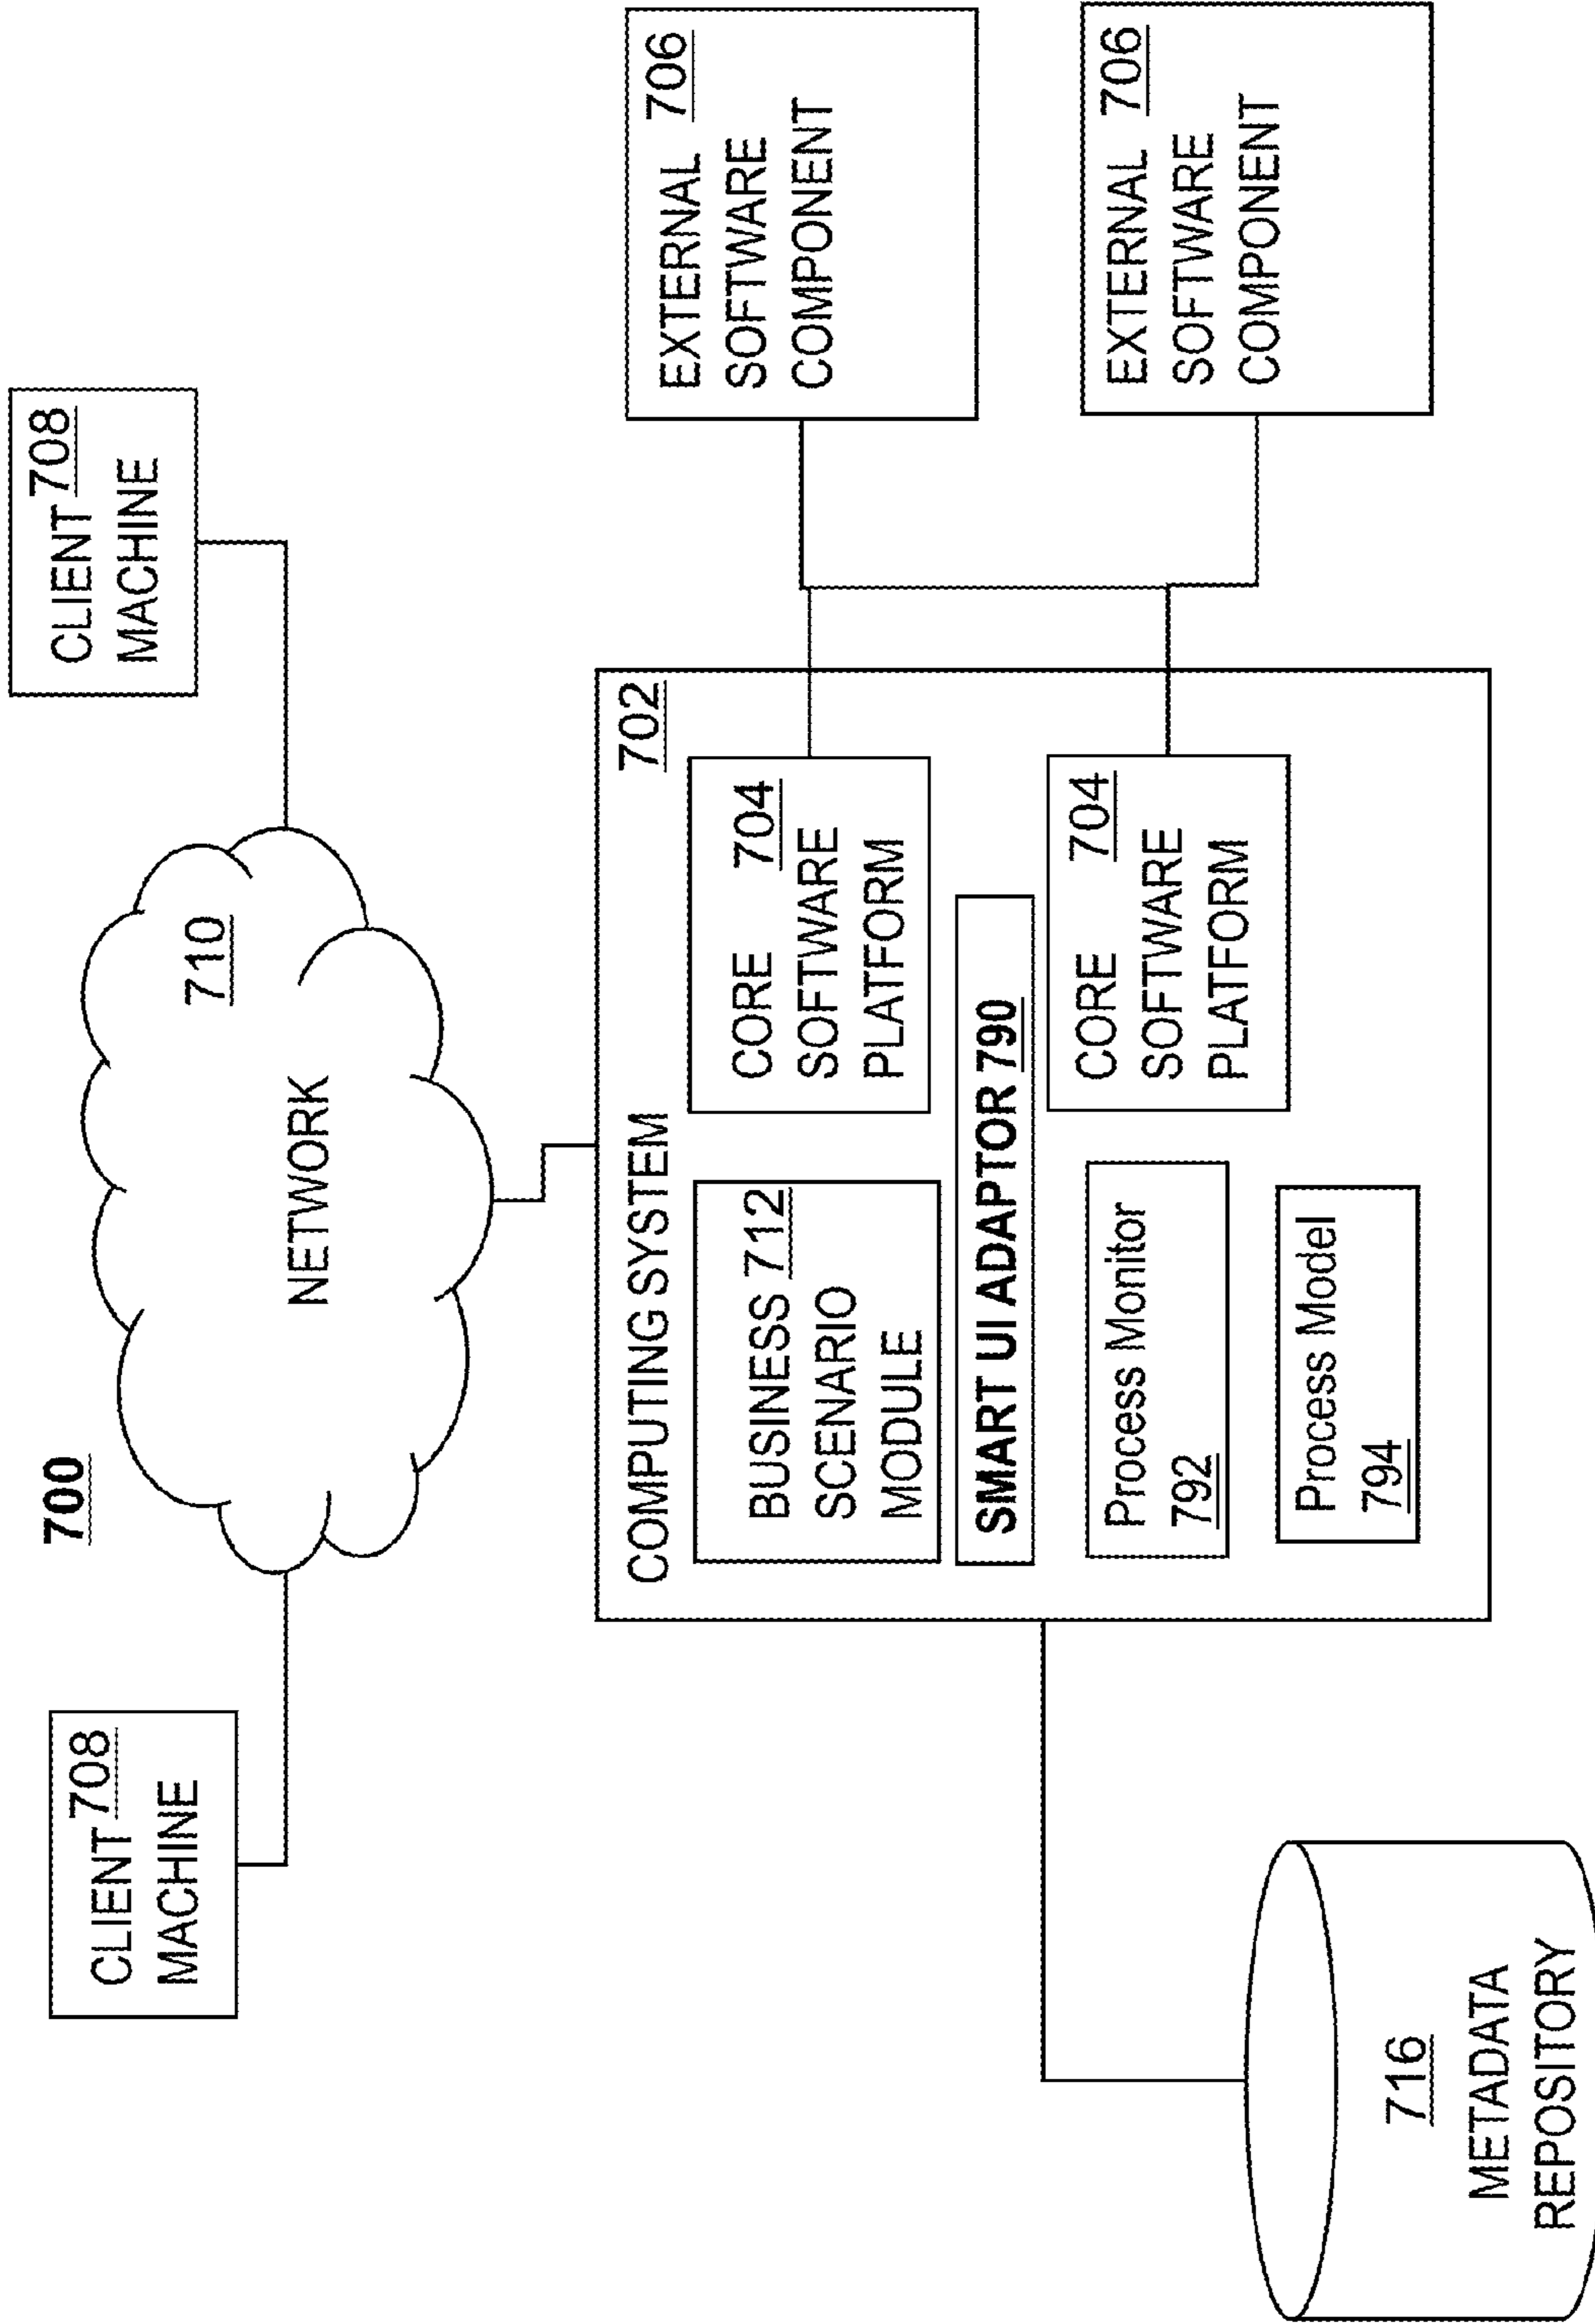 700
CLIENT 708
MACHINE
NETWORK
710
CLIENT 708
MACHINE
COMPUTING SYSTEM
702
BUSINESS 712
SCENARIO
MODULE
CORE 704
SOFTWARE
PLATFORM
SMART UI ADAPTOR 790
Process Monitor
792
CORE 704
SOFTWARE
PLATFORM
Process Model
794
EXTERNAL 706
SOFTWARE
COMPONENT
EXTERNAL 706
SOFTWARE
COMPONENT
716
METADATA
REPOSITORY